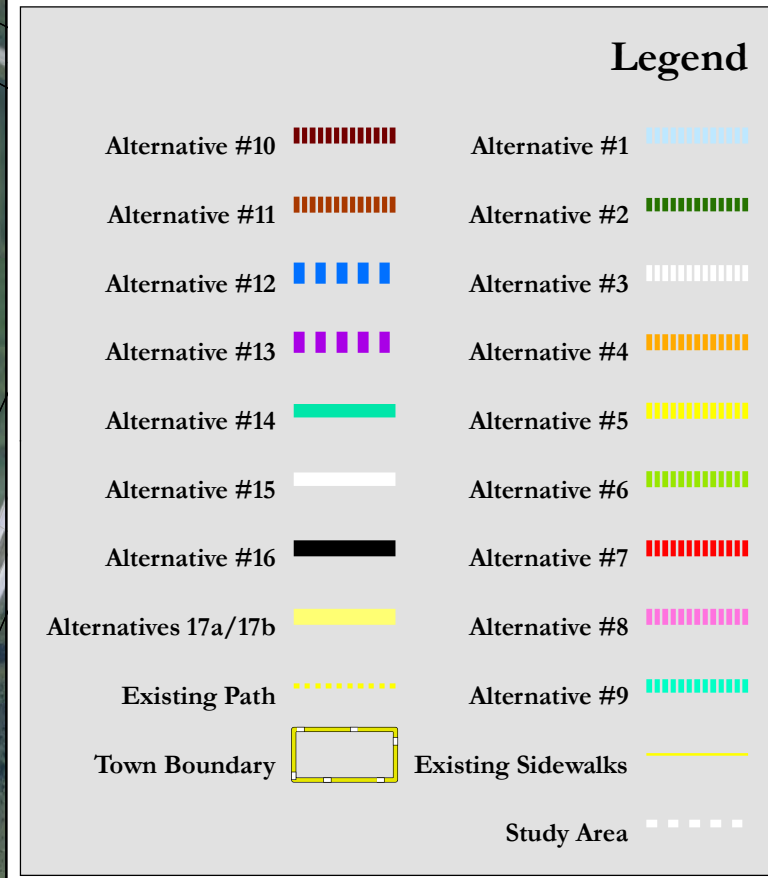 Legend
Alternative #10
Alternative #1
Alternative #11
Alternative #2
Alternative #12
Alternative #3
Alternative #13
Alternative #4
Alternative #14
Alternative #5
Alternative #15
Alternative #6
Alternative #16
Alternative #7
Alternatives 17a/17b
Alternative #8
Existing Path
Alternative #9
Town Boundary
Existing Sidewalks
Study Area